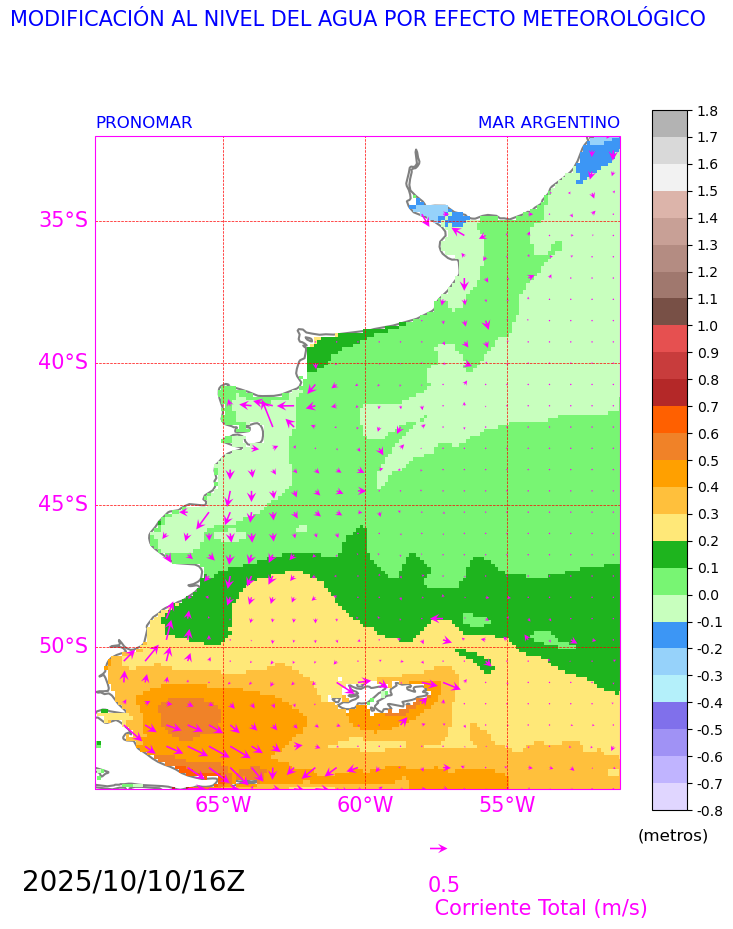 MODIFICACIÓN AL NIVEL DEL AGUA POR EFECTO METEOROLÓGICO
PRONOMAR MAR ARGENTINO
35°S
40°S
45°S
50°S
65°W 60°W 55°W
1.8
1.7
1.6
1.5
1.4
1.3
1.2
1.1
1.0
0.9
0.8
0.7
0.6
0.5
0.4
0.3
0.2
0.1
0.0
-0.1
-0.2
-0.3
-0.4
-0.5
-0.6
-0.7
-0.8
(metros)
2025/10/10/16Z
0.5
Corriente Total (m/s)